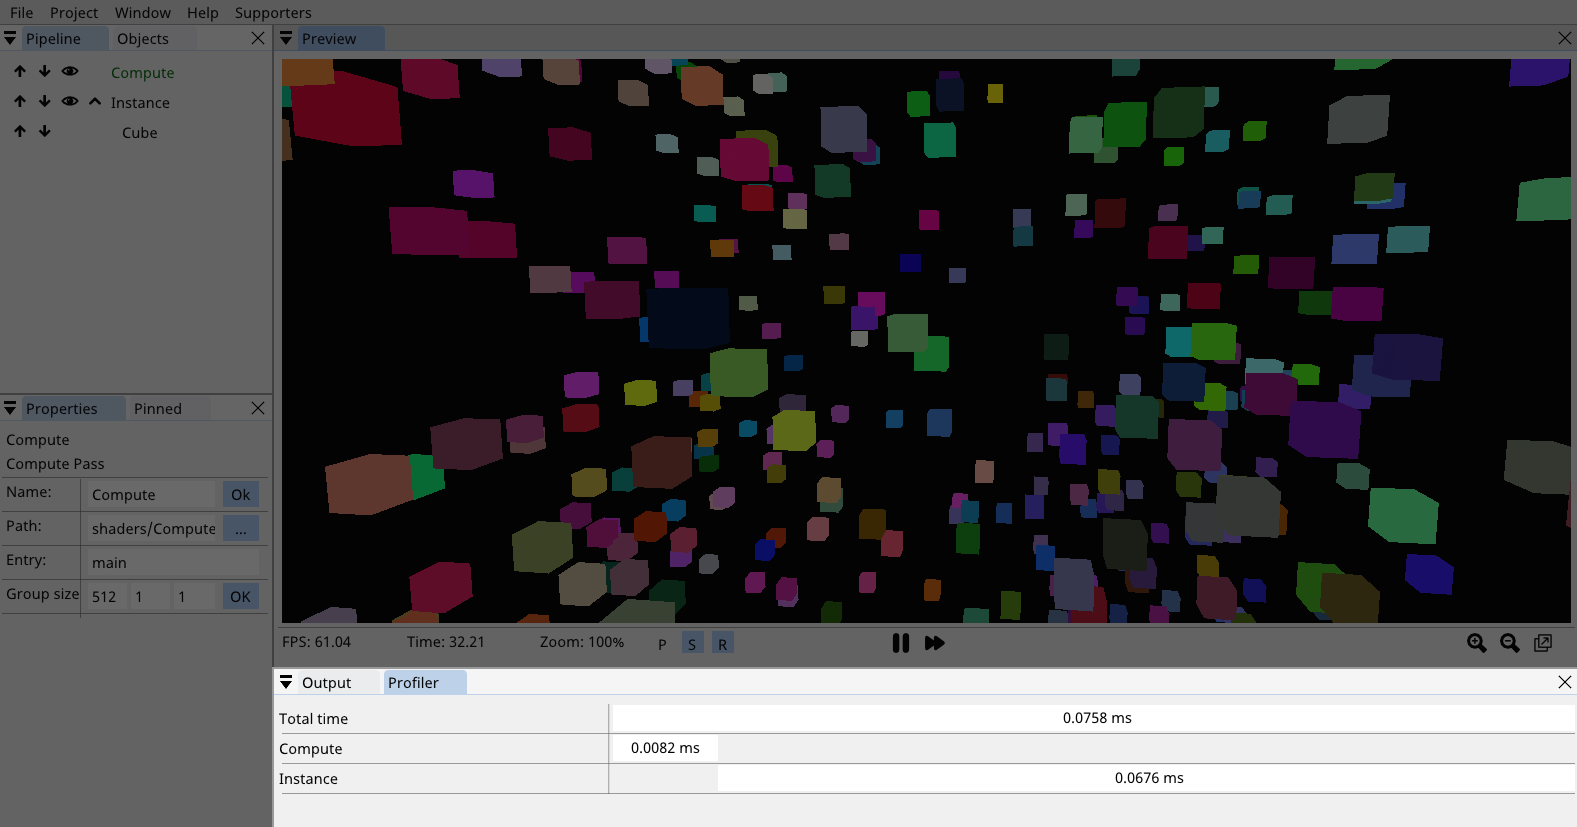 File Project Window Help Supporters
Pipeline Objects
Compute
Instance
Cube
Properties Pinned
Compute
Compute Pass
Name: Compute Ok
Path: shaders/Compute ...
Entry: main
Group size 512 1 1 OK
Preview
FPS: 61.04 Time: 32.21 Zoom: 100% P S R
Output Profiler
Total time 0.0758 ms
Compute 0.0082 ms
Instance 0.0676 ms